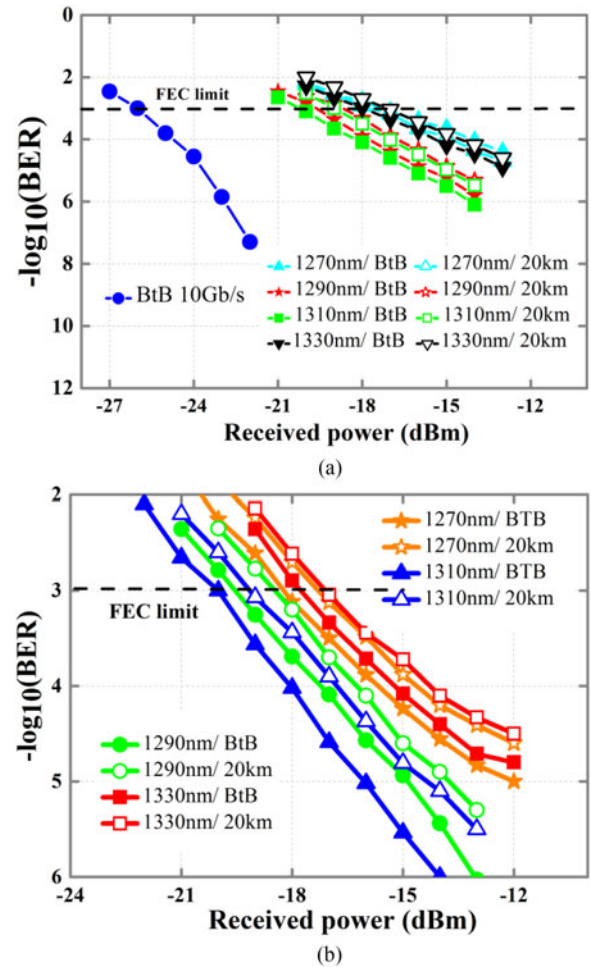 0
2
4
6
8
10
12
-log10(BER)
FEC limit
BtB 10Gb/s
1270nm/ BtB
1270nm/ 20km
1290nm/ BtB
1290nm/ 20km
1310nm/ BtB
1310nm/ 20km
1330nm/ BtB
1330nm/ 20km
-27 -24 -21 -18 -15 -12
Received power (dBm)
(a)
2
3
4
5
6
-log10(BER)
1270nm/ BTB
1270nm/ 20km
1310nm/ BTB
1310nm/ 20km
FEC limit
1290nm/ BtB
1290nm/ 20km
1330nm/ BtB
1330nm/ 20km
-24 -21 -18 -15 -12
Received power (dBm)
(b)